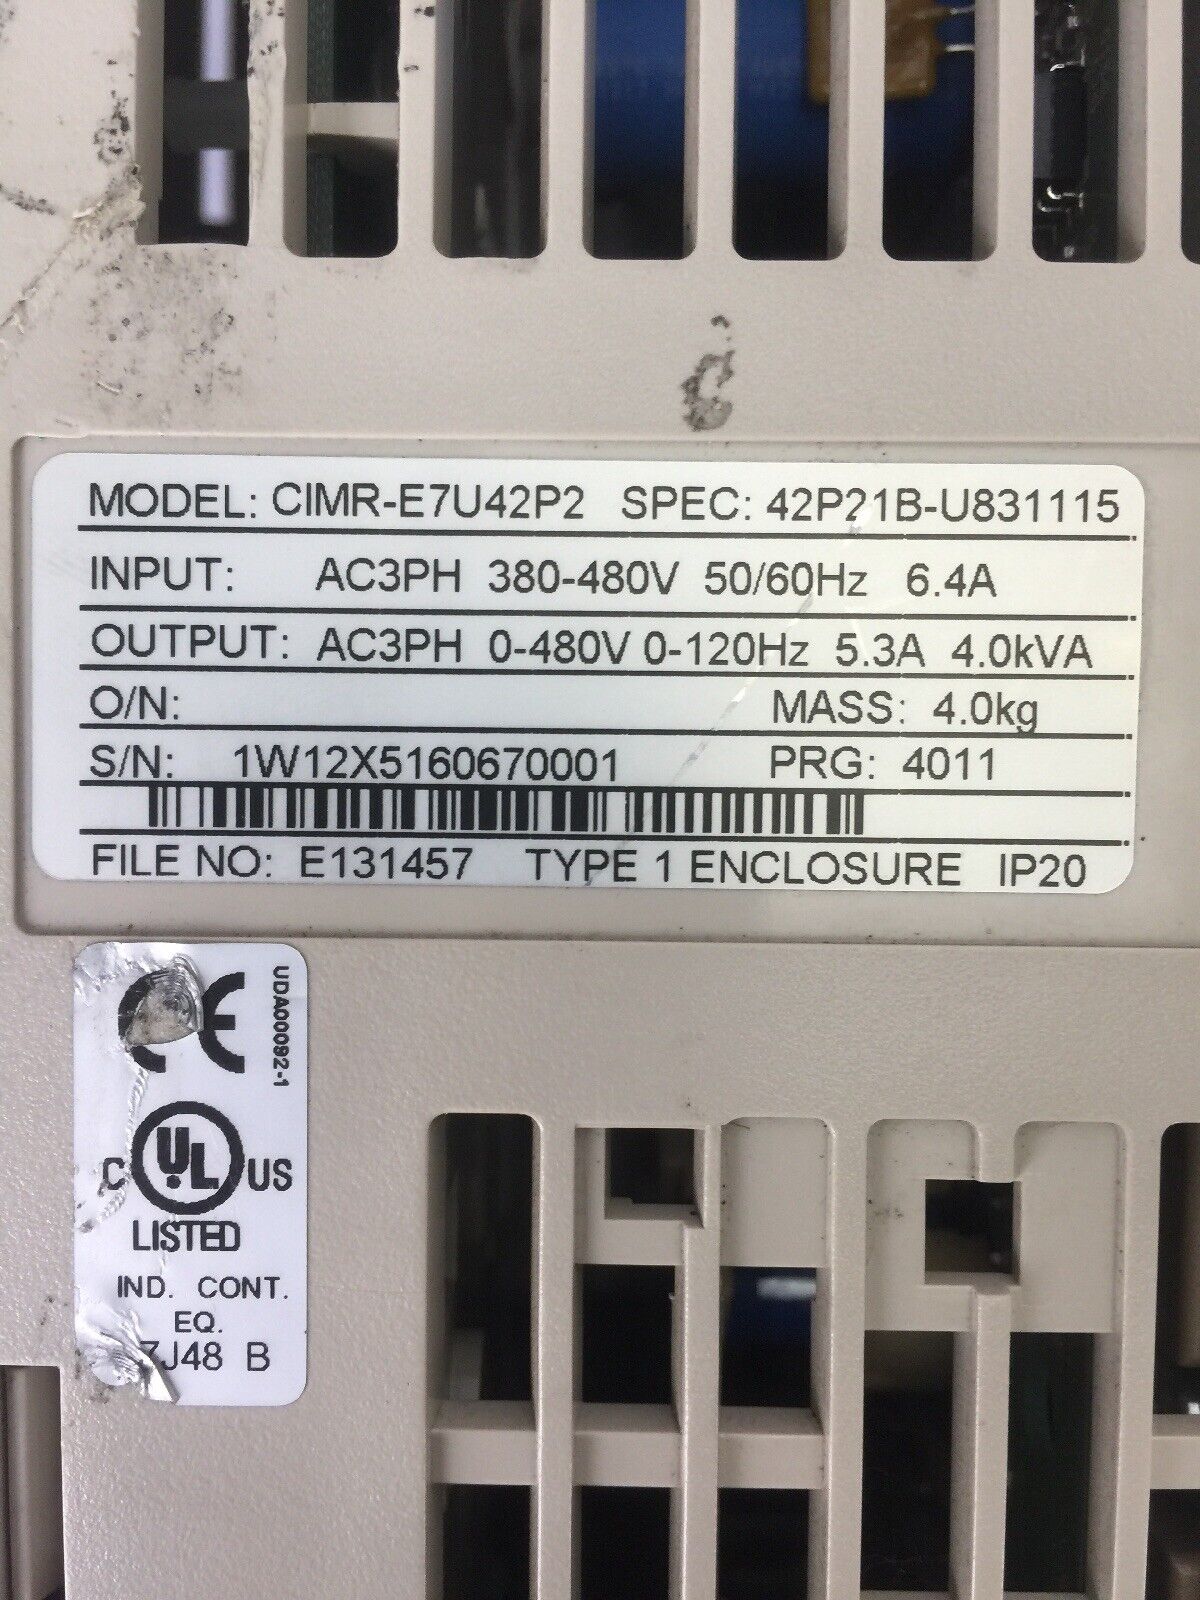 C
MODEL: CIMR-E7U42P2 SPEC: 42P21B-U831115
INPUT: AC3PH 380-480V 50/60Hz 6.4A
OUTPUT: AC3PH 0-480V 0-120Hz 5.3A 4.0kVA
O/N: MASS: 4.0kg
S/N: 1W12X5160670001 PRG: 4011
FILE NO: E131457 TYPE 1 ENCLOSURE IP20
CE
UDA00092-1
C UL US
LISTED
IND. CONT.
EQ.
7J48 B